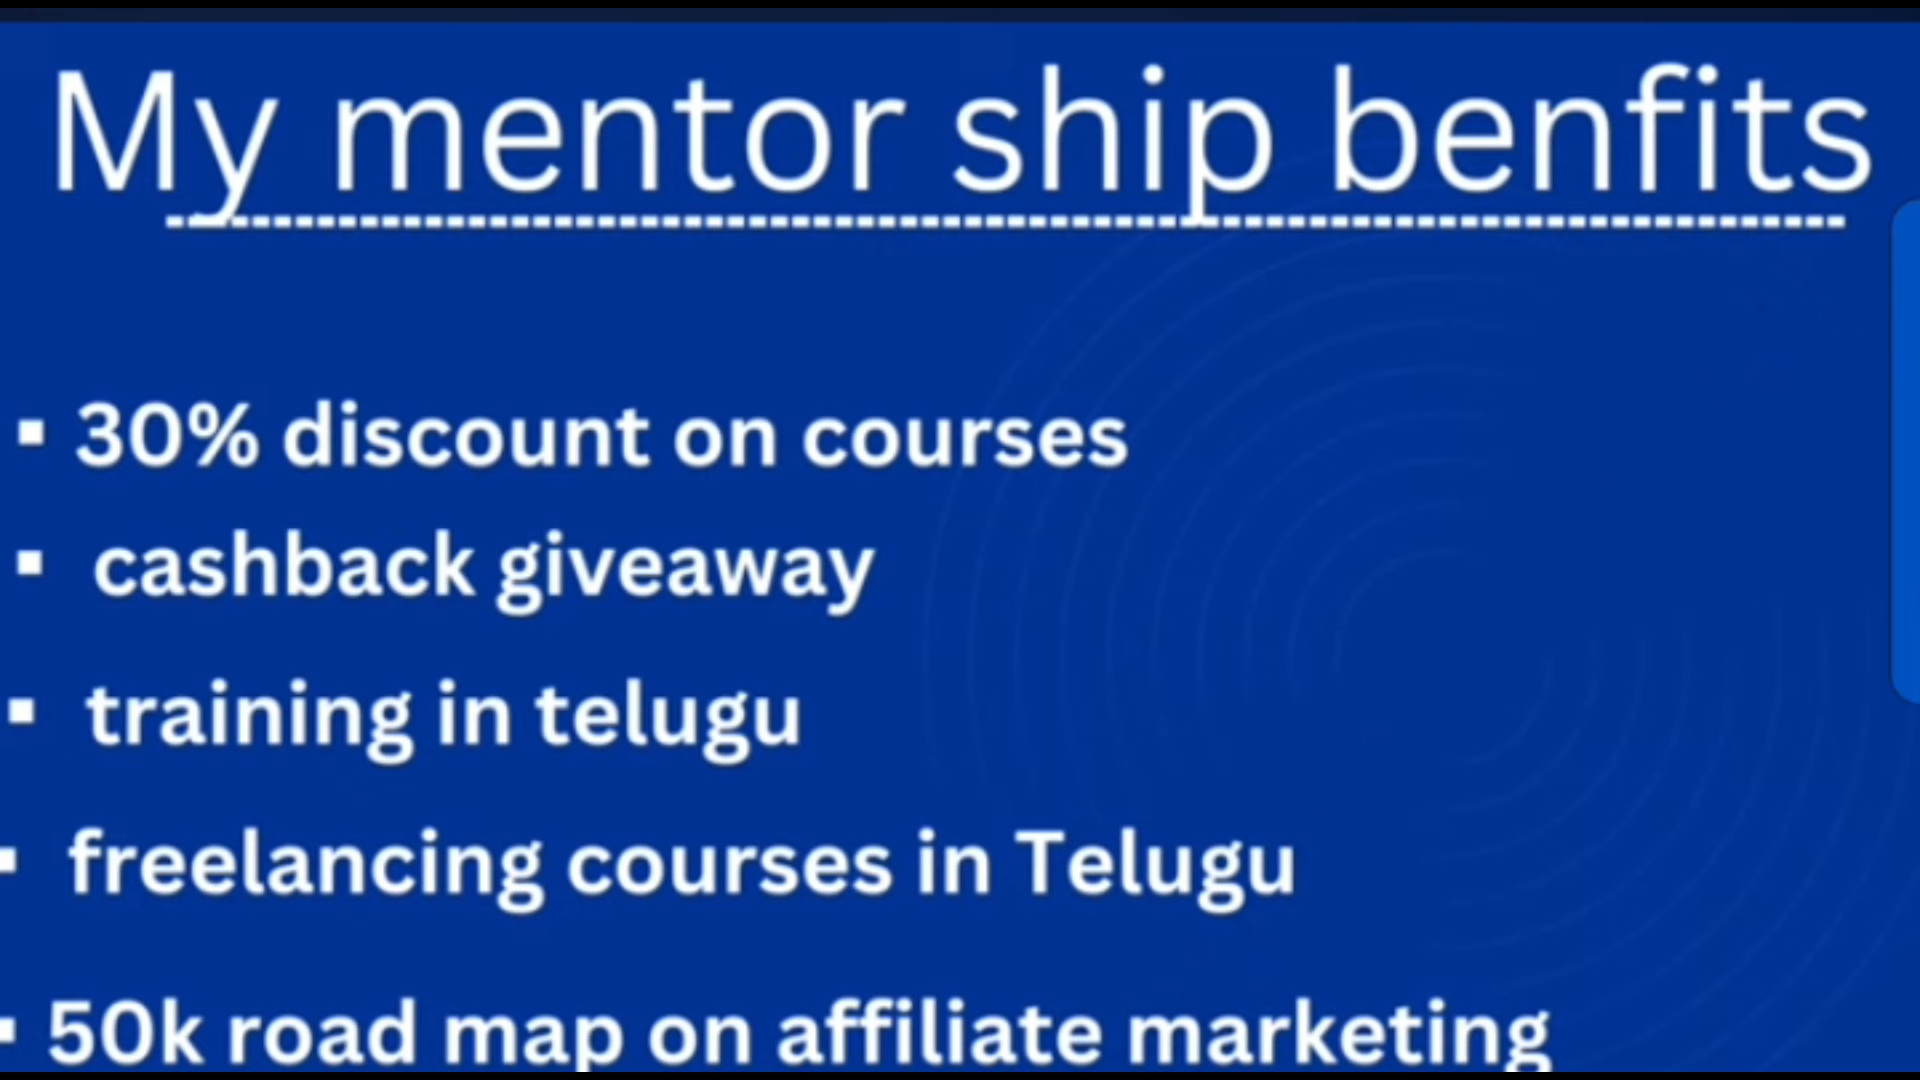 My mentor ship benfits
▪ 30% discount on courses
▪ cashback giveaway
▪ training in telugu
▪ freelancing courses in Telugu
▪ 50k road map on affiliate marketing